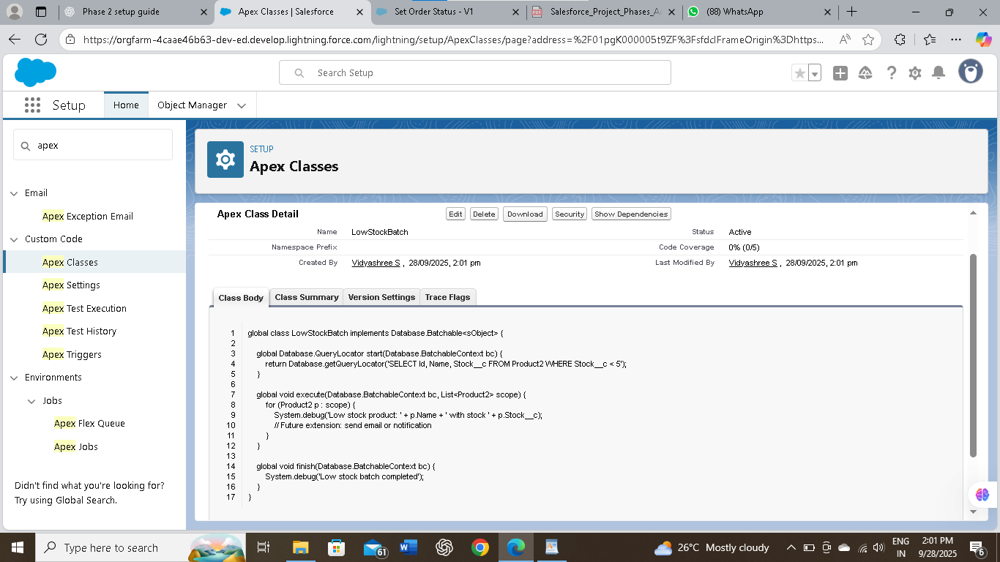 Phase 2 setup guide
Apex Classes | Salesforce
Set Order Status - V1
Salesforce_Project_Phases_A
(88) WhatsApp
https://orgfarm-4caae46b63-dev-ed.develop.lightning.force.com/lightning/setup/ApexClasses/page?address=%2F01pgK000005t9ZF%3FsfdcIFrameOrigin%3Dhttps...
Search Setup
Setup
Home
Object Manager
apex
Email
Apex Exception Email
Custom Code
Apex Classes
Apex Settings
Apex Test Execution
Apex Test History
Apex Triggers
Environments
Jobs
Apex Flex Queue
Apex Jobs
Didn't find what you're looking for?
Try using Global Search.
SETUP
Apex Classes
Apex Class Detail
Edit Delete Download Security Show Dependencies
Name LowStockBatch Status Active
Namespace Prefix Code Coverage 0% (0/5)
Created By Vidyashree S , 28/09/2025, 2:01 pm Last Modified By Vidyashree S , 28/09/2025, 2:01 pm
Class Body Class Summary Version Settings Trace Flags
1 global class LowStockBatch implements Database.Batchable<sObject> {
2
3 global Database.QueryLocator start(Database.BatchableContext bc) {
4 return Database.getQueryLocator('SELECT Id, Name, Stock__c FROM Product2 WHERE Stock__c < 5');
5 }
6
7 global void execute(Database.BatchableContext bc, List<Product2> scope) {
8 for (Product2 p : scope) {
9 System.debug('Low stock product: ' + p.Name + ' with stock ' + p.Stock__c);
10 // Future extension: send email or notification
11 }
12 }
13
14 global void finish(Database.BatchableContext bc) {
15 System.debug('Low stock batch completed');
16 }
17 }
Type here to search
61
26°C Mostly cloudy
ENG
IN
2:01 PM
9/28/2025
6